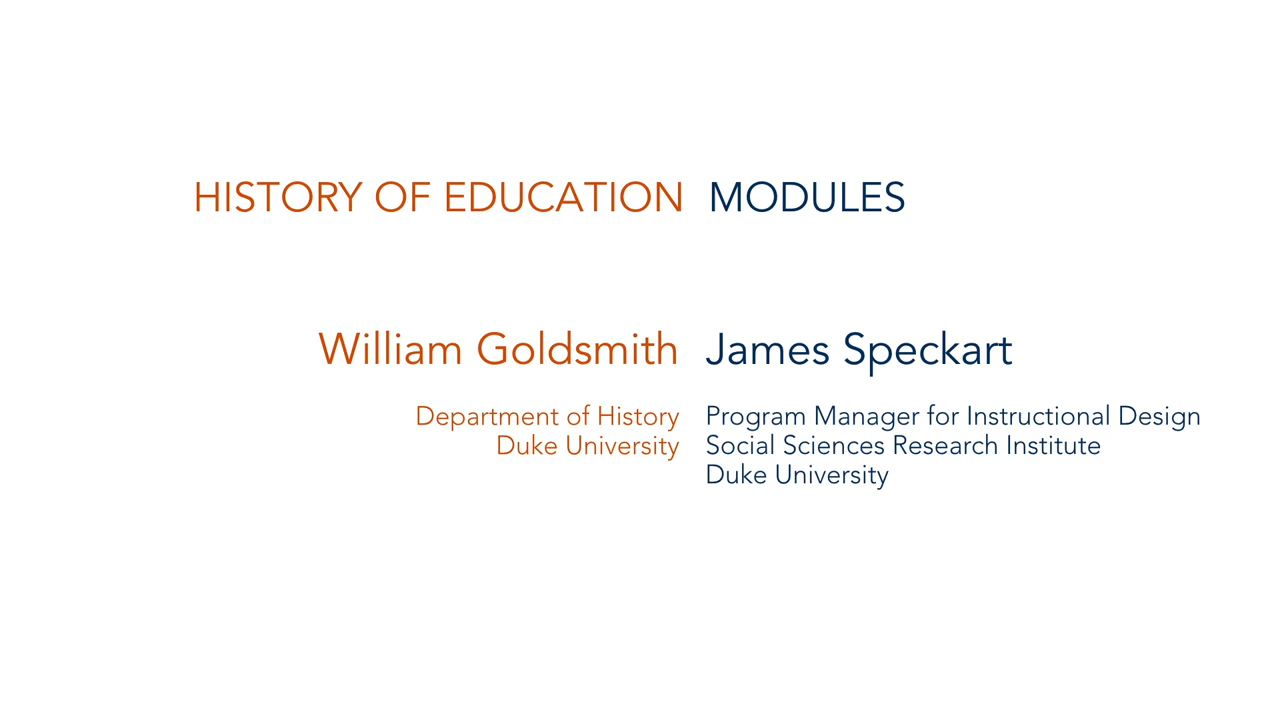 HISTORY OF EDUCATION MODULES
William Goldsmith
Department of History
Duke University
James Speckart
Program Manager for Instructional Design
Social Sciences Research Institute
Duke University